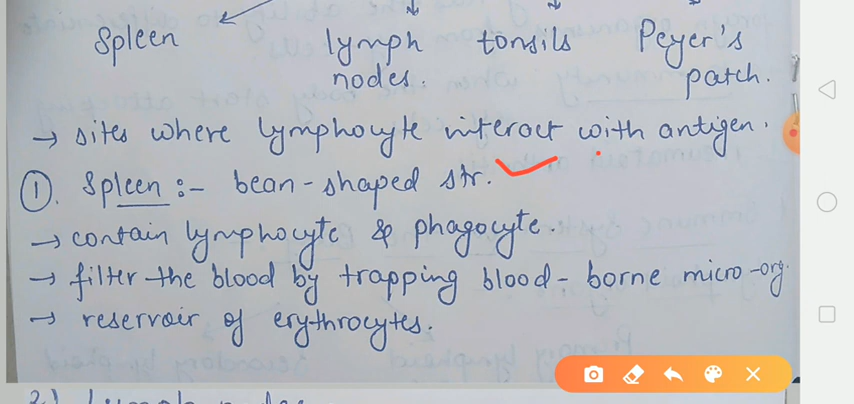 Spleen lymph tonsils Peyer's
nodes. patch.
→ sites where lymphocyte interact with antigen.
①. Spleen :- bean-shaped str.
→ contain lymphocyte & phagocyte.
→ filter the blood by trapping blood-borne micro-org.
→ reservoir of erythrocytes.